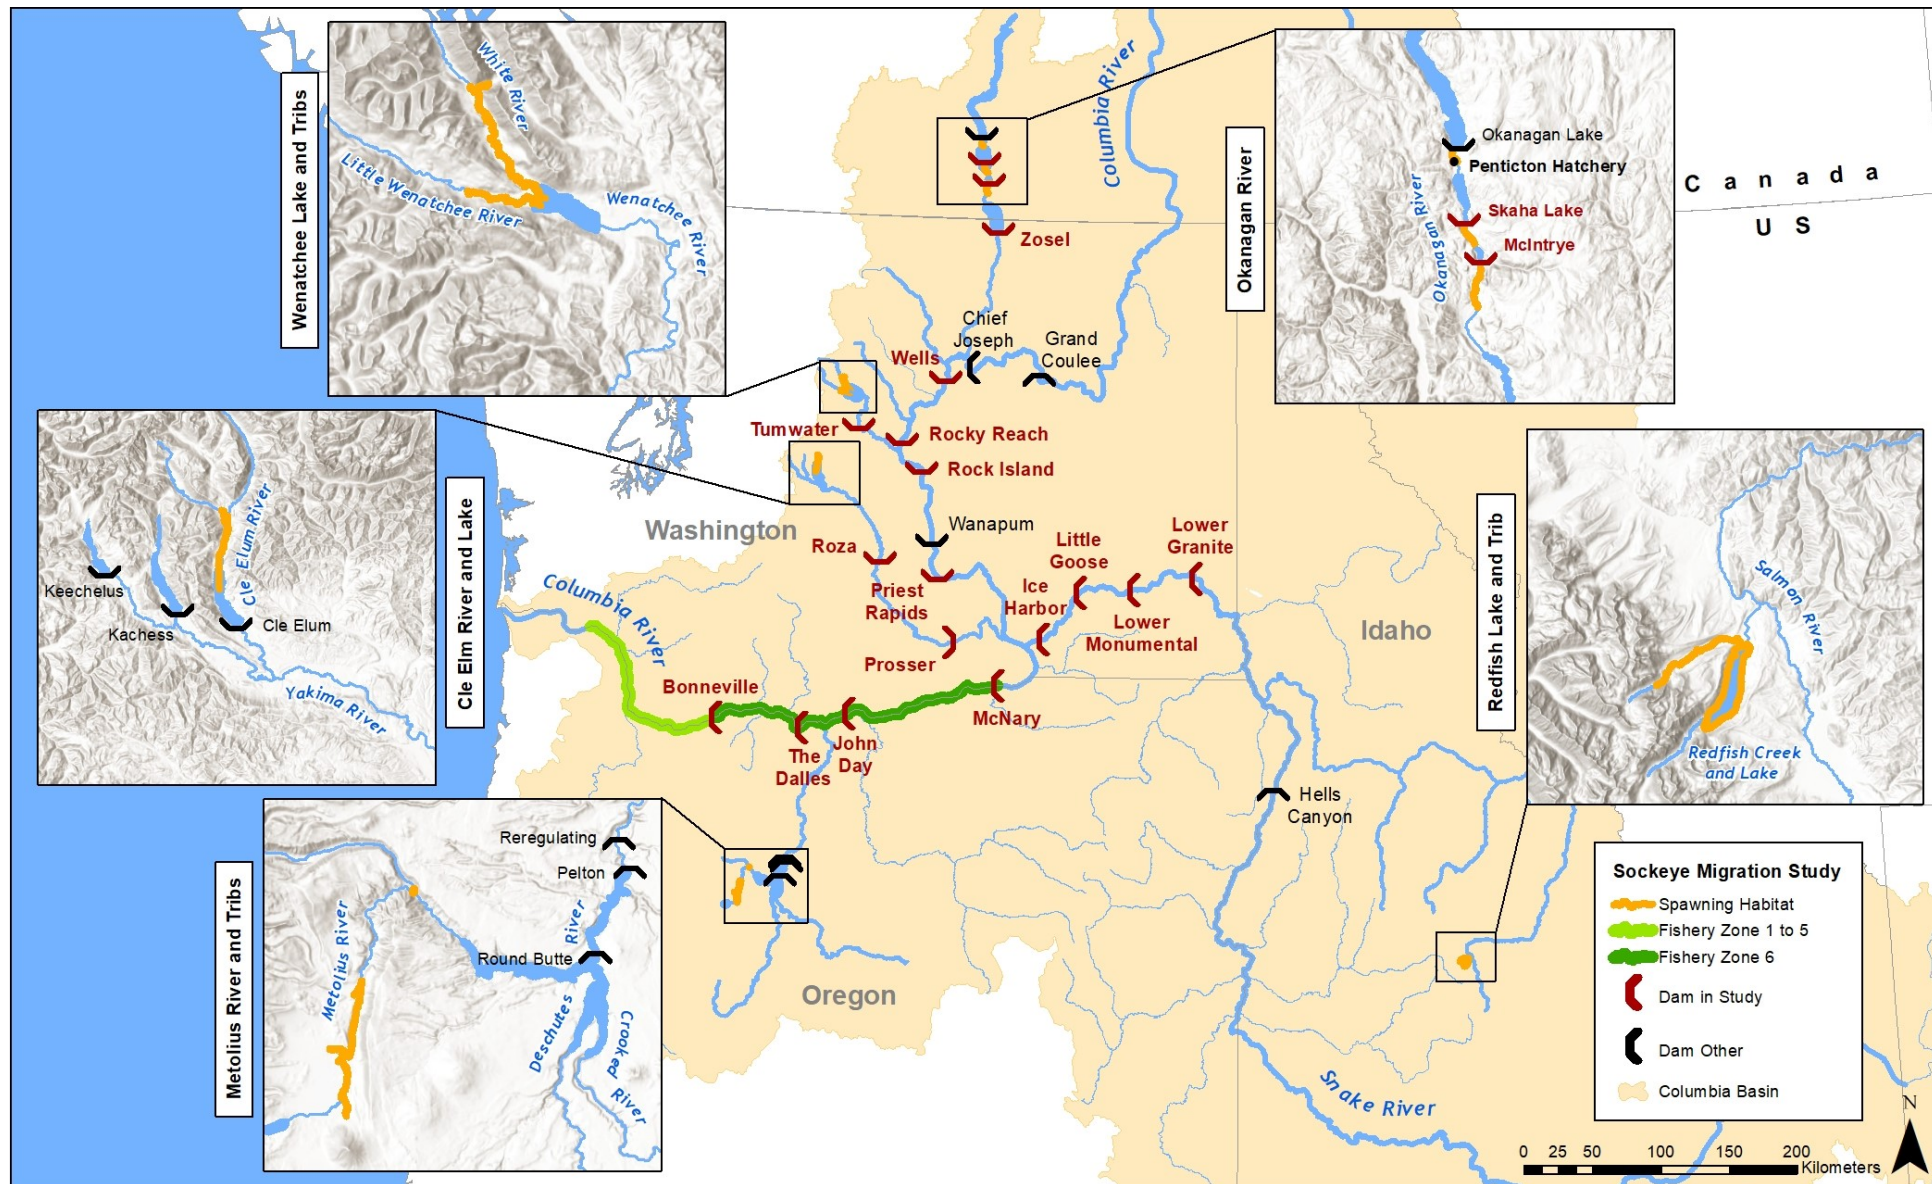 Wenatchee Lake and Tribs
White River
Little Wenatchee River
Wenatchee River
Columbia River
Okanagan River
Okanagan Lake
Penticton Hatchery
Skaha Lake
McIntrye
Okanagan River
Canada
US
Zosel
Chief
Joseph
Grand
Coulee
Wells
Tumwater
Rocky Reach
Rock Island
Cle Elm River and Lake
Cle Elum River
Keechelus
Kachess
Cle Elum
Yakima River
Washington
Wanapum
Roza
Priest
Rapids
Prosser
Ice
Harbor
Little
Goose
Lower
Monumental
Lower
Granite
Idaho
Columbia River
Bonneville
The
Dalles
John
Day
McNary
Redfish Lake and Trib
Salmon River
Redfish Creek
and Lake
Hells
Canyon
Metolius River and Tribs
Reregulating
Pelton
Round Butte
Metolius River
Deschutes
River
Crooked
River
Oregon
Snake River
Sockeye Migration Study
Spawning Habitat
Fishery Zone 1 to 5
Fishery Zone 6
Dam in Study
Dam Other
Columbia Basin
N
0 25 50 100 150 200
Kilometers